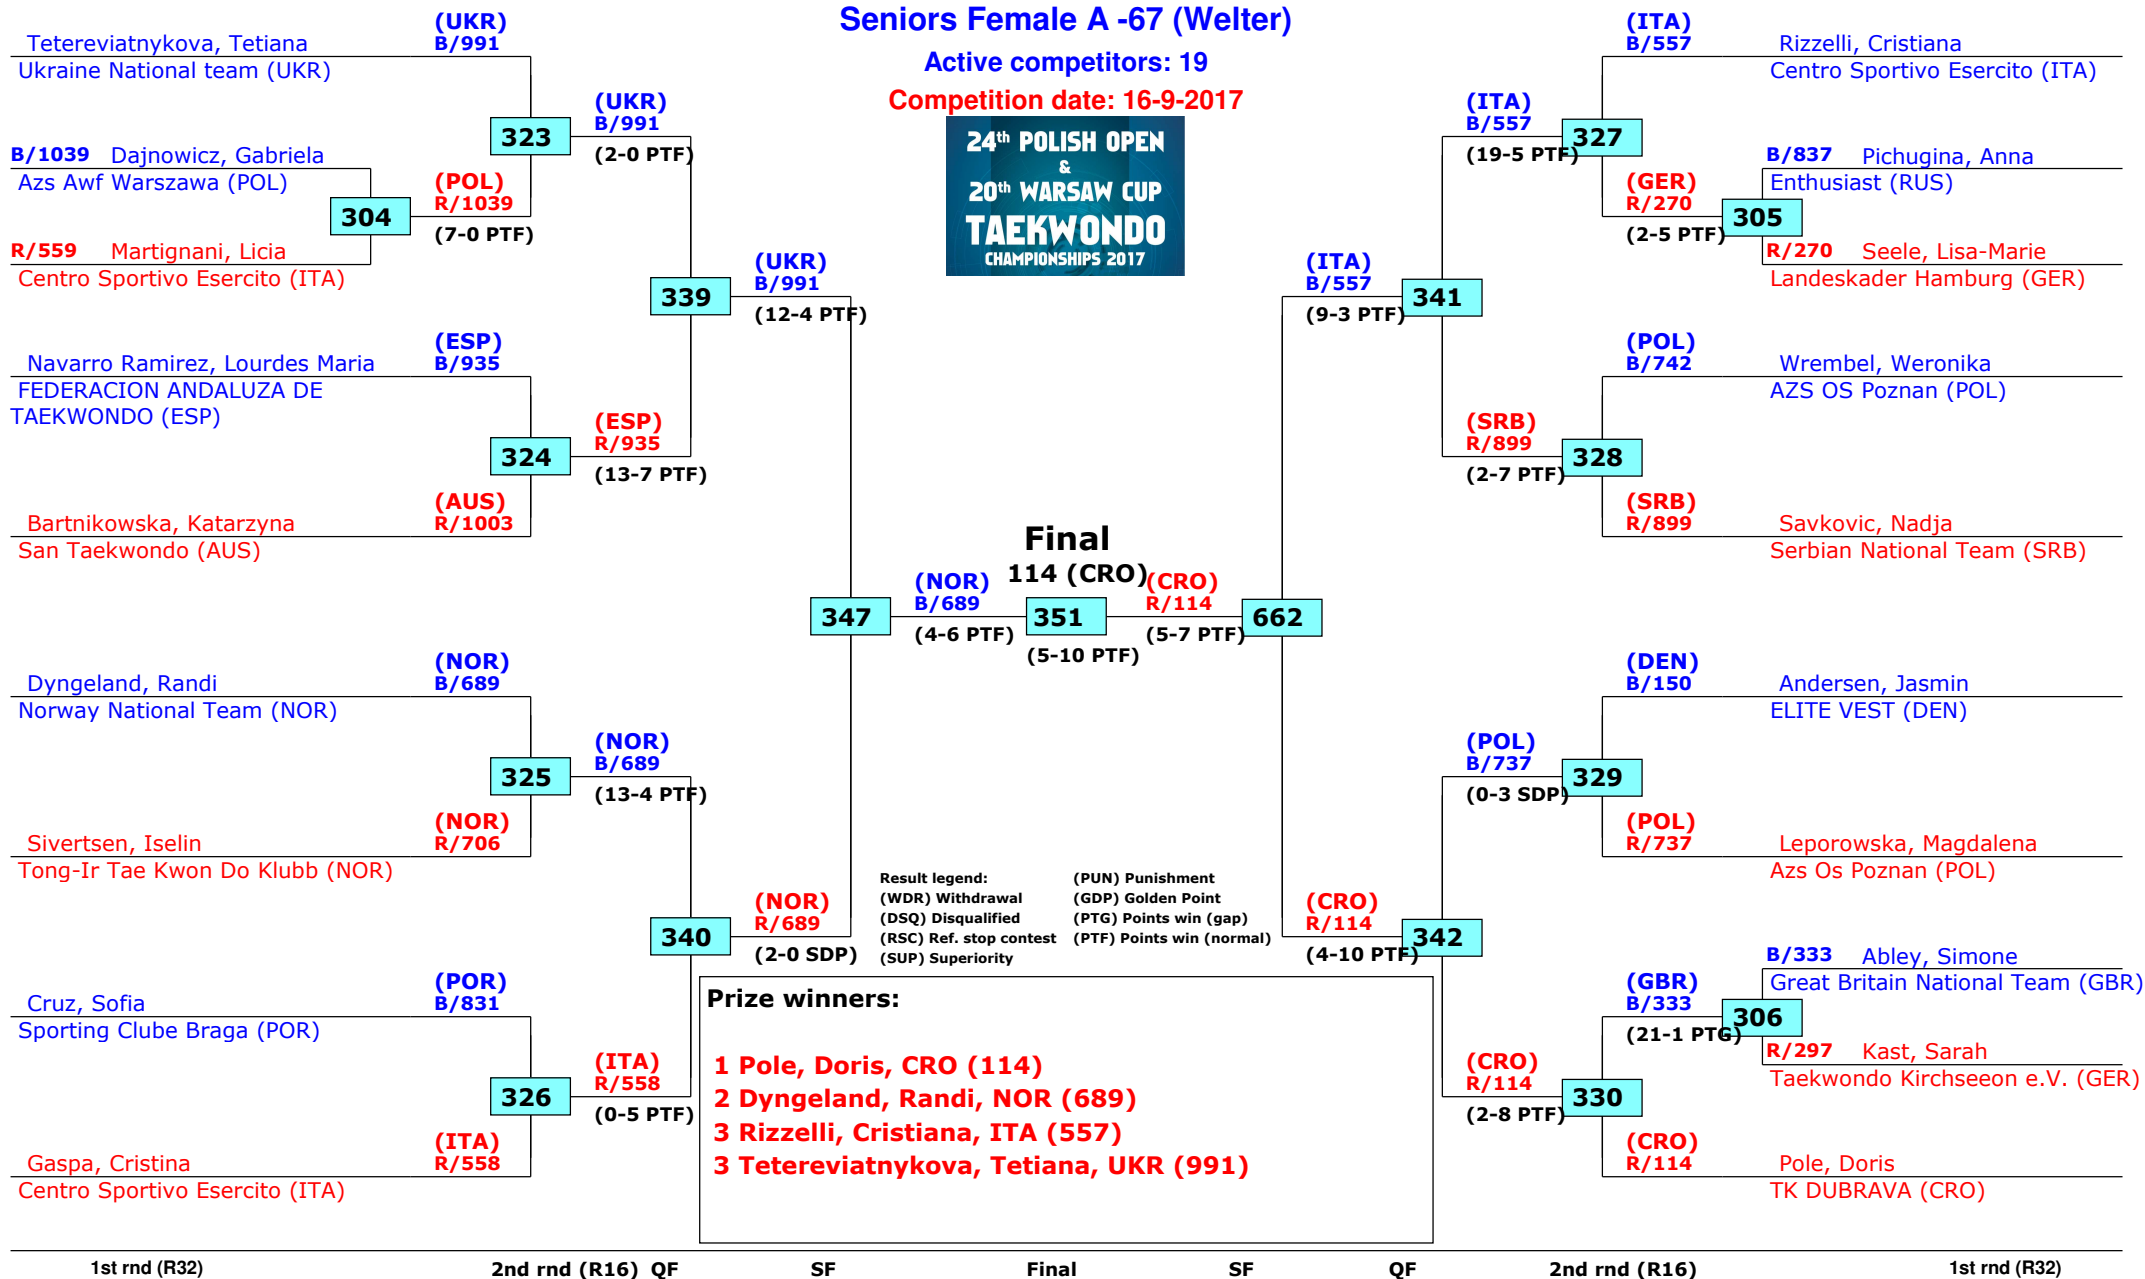 Seniors Female A -67 (Welter)
Active competitors: 19
Competition date: 16-9-2017
24th POLISH OPEN
&
20th WARSAW CUP
TAEKWONDO
CHAMPIONSHIPS 2017
(UKR)
Tetereviatnykova, Tetiana B/991
Ukraine National team (UKR)
(UKR)
B/991
323
(2-0 PTF)
B/1039 Dajnowicz, Gabriela
Azs Awf Warszawa (POL)
(POL)
R/1039
304
(7-0 PTF)
R/559 Martignani, Licia
Centro Sportivo Esercito (ITA)
(UKR)
B/991
339
(12-4 PTF)
(ESP)
Navarro Ramirez, Lourdes Maria B/935
FEDERACION ANDALUZA DE
TAEKWONDO (ESP)
(ESP)
R/935
324
(13-7 PTF)
(AUS)
Bartnikowska, Katarzyna R/1003
San Taekwondo (AUS)
347
(NOR)
B/689
(4-6 PTF)
Final
114 (CRO)
351
(5-10 PTF)
(CRO)
R/114
(5-7 PTF)
662
(NOR)
Dyngeland, Randi B/689
Norway National Team (NOR)
(NOR)
B/689
325
(13-4 PTF)
(NOR)
Sivertsen, Iselin R/706
Tong-Ir Tae Kwon Do Klubb (NOR)
(NOR)
R/689
340
(2-0 SDP)
(POR)
Cruz, Sofia B/831
Sporting Clube Braga (POR)
(ITA)
R/558
326
(0-5 PTF)
(ITA)
Gaspa, Cristina R/558
Centro Sportivo Esercito (ITA)
(ITA)
B/557 Rizzelli, Cristiana
Centro Sportivo Esercito (ITA)
(ITA)
B/557
327
(19-5 PTF)
B/837 Pichugina, Anna
Enthusiast (RUS)
(GER)
R/270
305
(2-5 PTF)
R/270 Seele, Lisa-Marie
Landeskader Hamburg (GER)
(ITA)
B/557
341
(9-3 PTF)
(POL)
B/742 Wrembel, Weronika
AZS OS Poznan (POL)
(SRB)
R/899
328
(2-7 PTF)
(SRB)
R/899 Savkovic, Nadja
Serbian National Team (SRB)
(DEN)
B/150 Andersen, Jasmin
ELITE VEST (DEN)
(POL)
B/737
329
(0-3 SDP)
(POL)
R/737 Leporowska, Magdalena
Azs Os Poznan (POL)
(CRO)
R/114
342
(4-10 PTF)
B/333 Abley, Simone
Great Britain National Team (GBR)
(GBR)
B/333
306
(21-1 PTG)
R/297 Kast, Sarah
Taekwondo Kirchseeon e.V. (GER)
(CRO)
R/114
330
(2-8 PTF)
(CRO)
R/114 Pole, Doris
TK DUBRAVA (CRO)
Result legend: (PUN) Punishment
(WDR) Withdrawal (GDP) Golden Point
(DSQ) Disqualified (PTG) Points win (gap)
(RSC) Ref. stop contest (PTF) Points win (normal)
(SUP) Superiority
Prize winners:
1 Pole, Doris, CRO (114)
2 Dyngeland, Randi, NOR (689)
3 Rizzelli, Cristiana, ITA (557)
3 Tetereviatnykova, Tetiana, UKR (991)
1st rnd (R32) 2nd rnd (R16) QF SF Final SF QF 2nd rnd (R16) 1st rnd (R32)